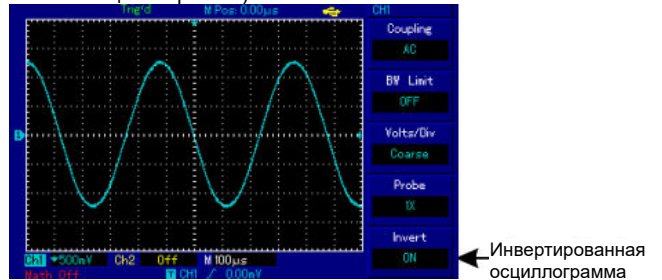 Trig'd M Pos: 0.00μs CH1
Coupling
AC
BW Limit
OFF
Volts/Div
Coarse
Probe
1X
Invert
ON
Инвертированная
осциллограмма
1
CH1 500mV Ch2 Off M 100μs
Math Off T CH1 0.00mV